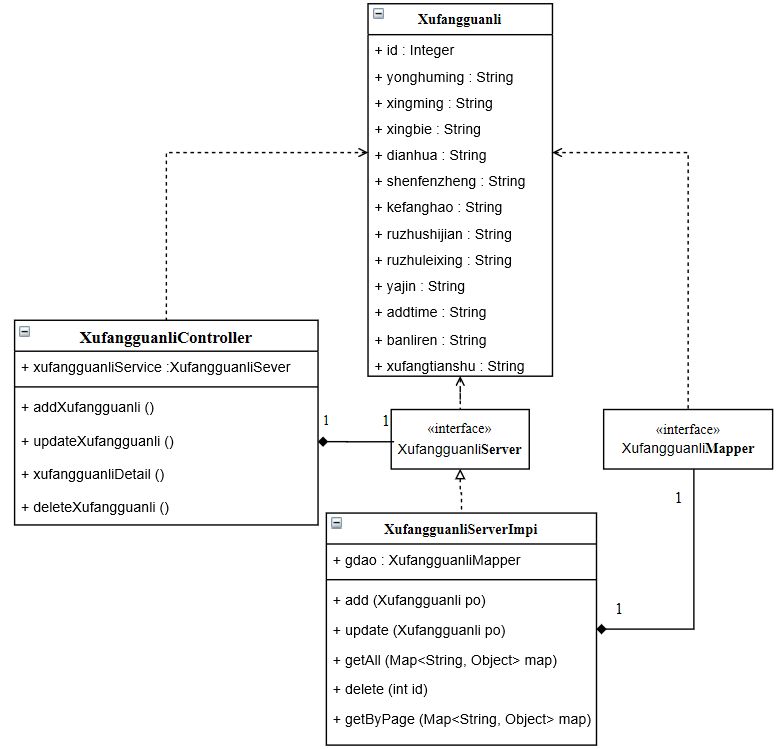 Xufangguanli
+ id : Integer
+ yonghuming : String
+ xingming : String
+ xingbie : String
+ dianhua : String
+ shenfenzheng : String
+ kefanghao : String
+ ruzhushijian : String
+ ruzhuleixing : String
+ yajin : String
+ addtime : String
+ banliren : String
+ xufangtianshu : String
XufangguanliController
+ xufangguanliService :XufangguanliSever
+ addXufangguanli ()
+ updateXufangguanli ()
+ xufangguanliDetail ()
+ deleteXufangguanli ()
1
1
«interface»
XufangguanliServer
«interface»
XufangguanliMapper
1
XufangguanliServerImpi
+ gdao : XufangguanliMapper
+ add (Xufangguanli po)
+ update (Xufangguanli po)
+ getAll (Map<String, Object> map)
+ delete (int id)
+ getByPage (Map<String, Object> map)
1